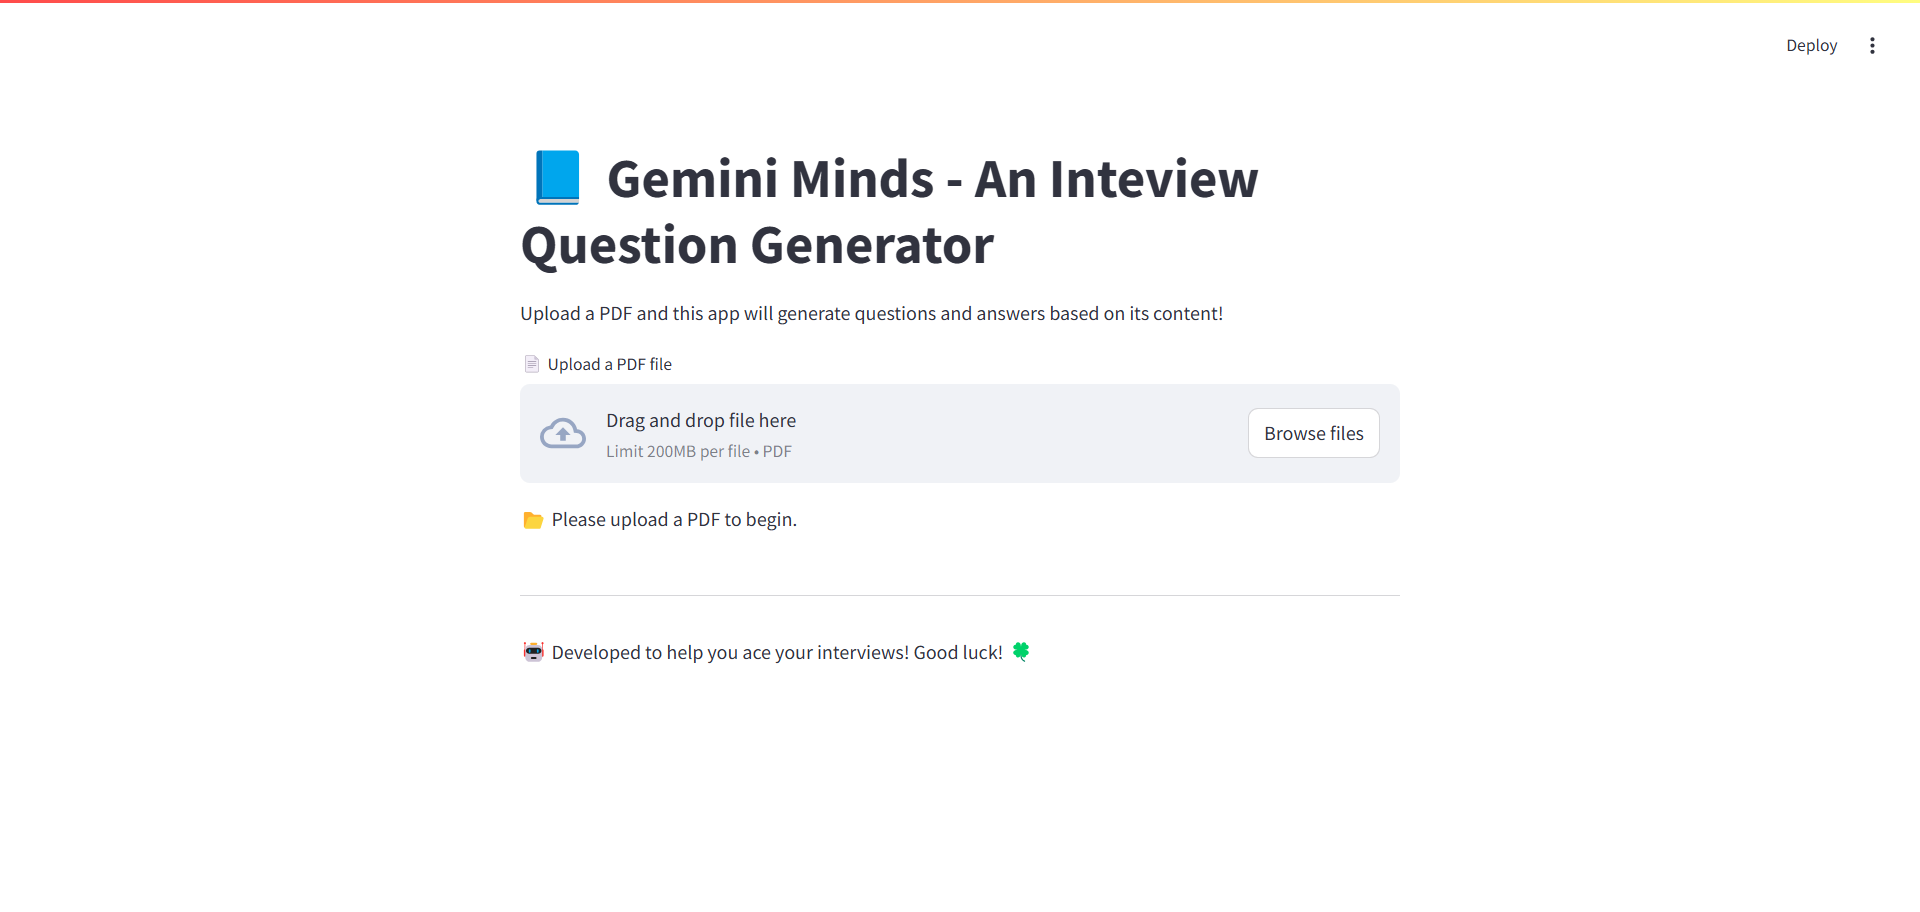 Deploy
Gemini Minds - An Inteview
Question Generator
Upload a PDF and this app will generate questions and answers based on its content!
Upload a PDF file
Drag and drop file here
Limit 200MB per file • PDF
Browse files
Please upload a PDF to begin.
Developed to help you ace your interviews! Good luck!